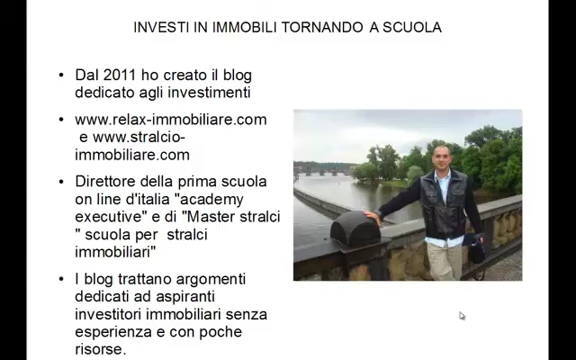 INVESTI IN IMMOBILI TORNANDO A SCUOLA
• Dal 2011 ho creato il blog
dedicato agli investimenti
• www.relax-immobiliare.com
e www.stralcio-
immobiliare.com
• Direttore della prima scuola
on line d'italia "academy
executive" e di "Master stralci
" scuola per stralci
immobiliari"
• I blog trattano argomenti
dedicati ad aspiranti
investitori immobiliari senza
esperienza e con poche
risorse.